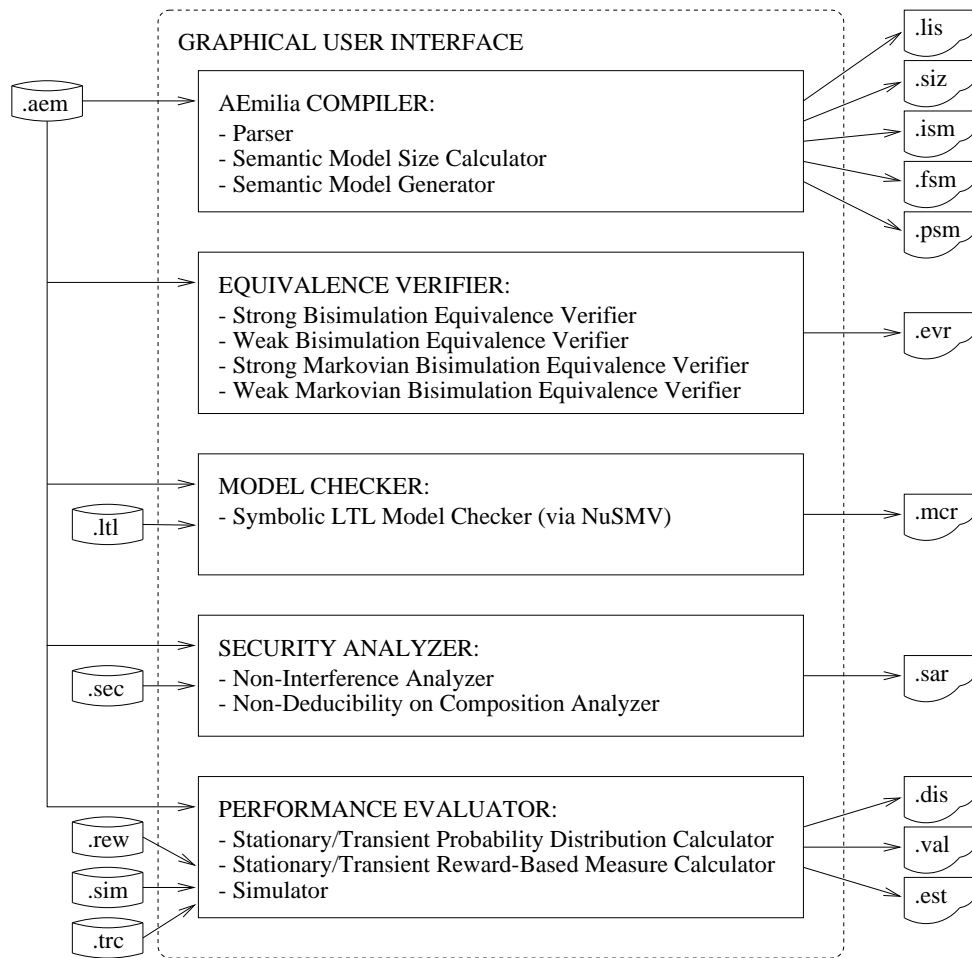 GRAPHICAL USER INTERFACE
.aem
AEmilia COMPILER:
- Parser
- Semantic Model Size Calculator
- Semantic Model Generator
.lis
.siz
.ism
.fsm
.psm
EQUIVALENCE VERIFIER:
- Strong Bisimulation Equivalence Verifier
- Weak Bisimulation Equivalence Verifier
- Strong Markovian Bisimulation Equivalence Verifier
- Weak Markovian Bisimulation Equivalence Verifier
.evr
MODEL CHECKER:
.ltl
- Symbolic LTL Model Checker (via NuSMV)
.mcr
SECURITY ANALYZER:
.sec
- Non-Interference Analyzer
- Non-Deducibility on Composition Analyzer
.sar
PERFORMANCE EVALUATOR:
.rew
.sim
.trc
- Stationary/Transient Probability Distribution Calculator
- Stationary/Transient Reward-Based Measure Calculator
- Simulator
.dis
.val
.est